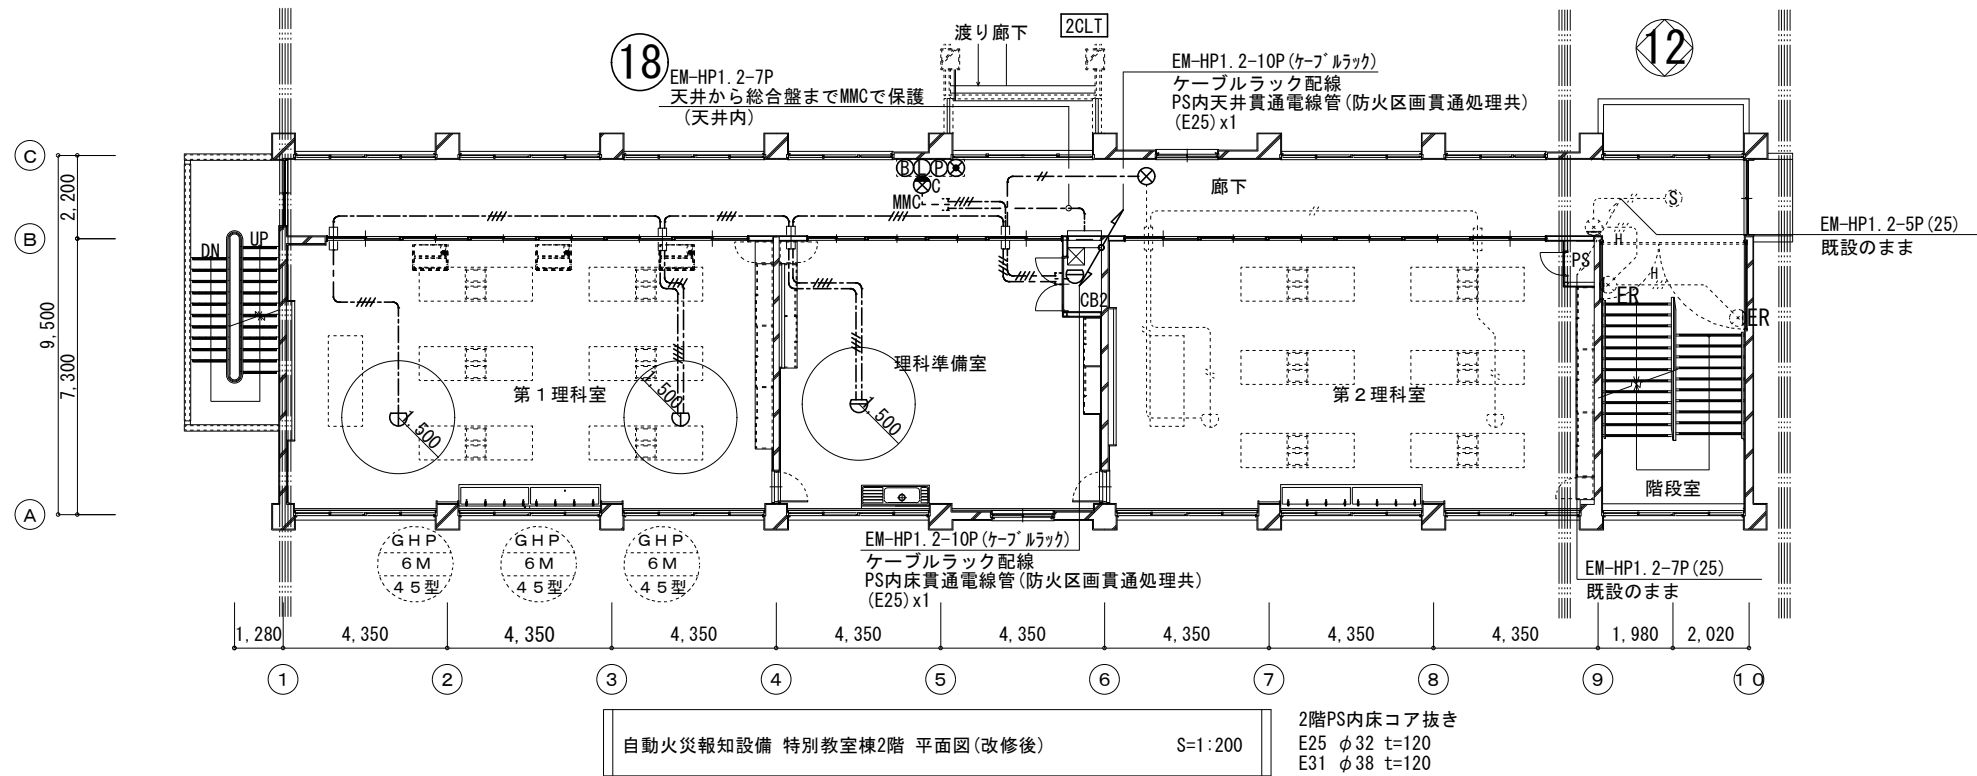 渡り廊下
2CLT
18
EM-HP1.2-7P
天井から総合盤までMMCで保護
(天井内)
EM-HP1.2-10P(ケーブルラック)
ケーブルラック配線
PS内天井貫通電線管(防火区画貫通処理共)
(E25)x1
12
C
2,200
B
9,500
7,300
A
B
P
C
MMC
廊下
S
EM-HP1.2-5P(25)
既設のまま
DN
UP
H
PS
H
ER
ER
CB2
第1理科室
1,500
1,500
理科準備室
1,500
第2理科室
階段室
GHP
6M
45型
GHP
6M
45型
GHP
6M
45型
EM-HP1.2-10P(ケーブルラック)
ケーブルラック配線
PS内床貫通電線管(防火区画貫通処理共)
(E25)x1
EM-HP1.2-7P(25)
既設のまま
1,280
4,350
4,350
4,350
4,350
4,350
4,350
4,350
4,350
1,980
2,020
1
2
3
4
5
6
7
8
9
10
自動火災報知設備 特別教室棟2階 平面図(改修後) S=1:200
2階PS内床コア抜き
E25 φ32 t=120
E31 φ38 t=120